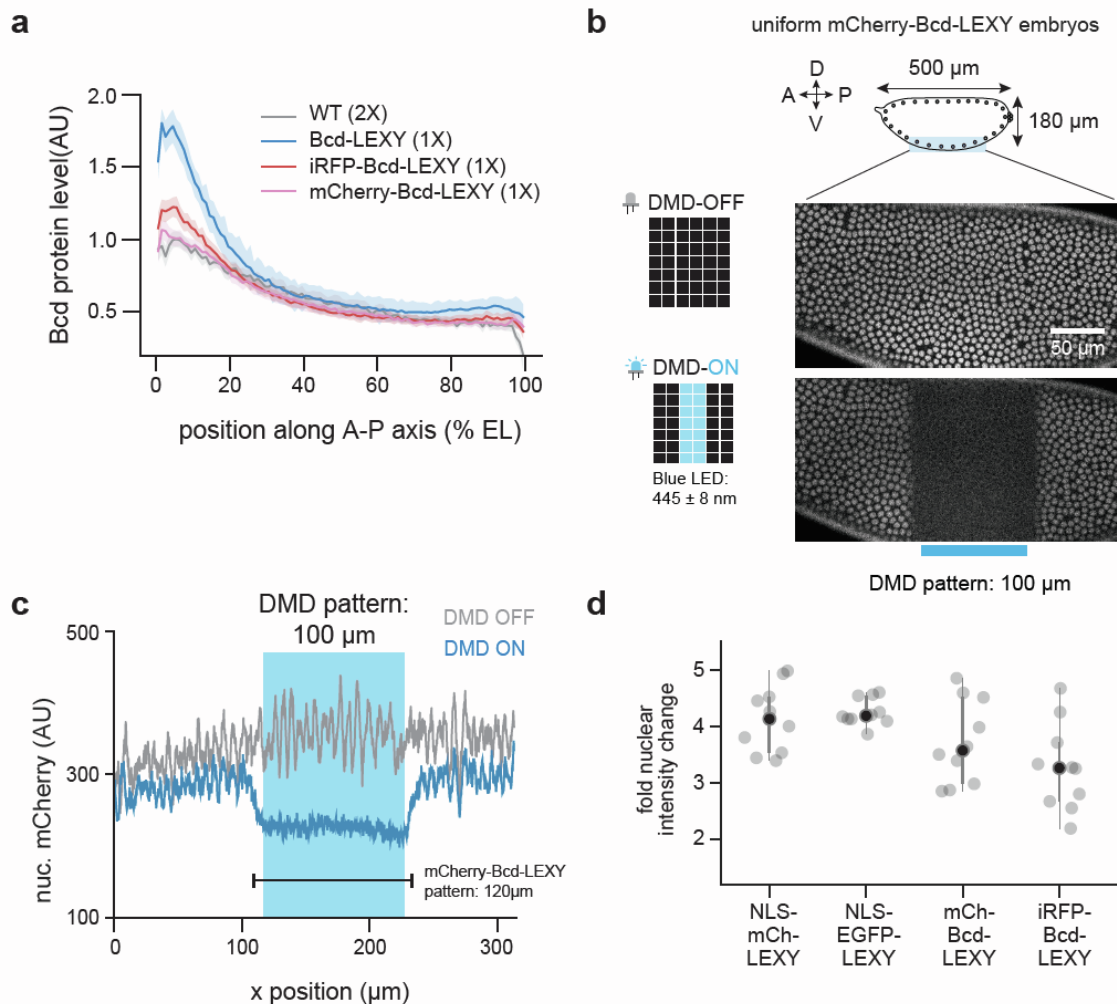 a
Bcd protein level(AU)
2.0
1.5
1.0
0.5
WT (2X)
Bcd-LEXY (1X)
iRFP-Bcd-LEXY (1X)
mCherry-Bcd-LEXY (1X)
0 20 40 60 80 100
position along A-P axis (% EL)
b
uniform mCherry-Bcd-LEXY embryos
D
A P
V
500 µm
180 µm
DMD-OFF
50 µm
DMD-ON
Blue LED:
445 ± 8 nm
DMD pattern: 100 µm
c
DMD pattern:
100 µm
DMD OFF
DMD ON
nuc. mCherry (AU)
500
300
100
mCherry-Bcd-LEXY
pattern: 120µm
0 100 200 300
x position (µm)
d
fold nuclear
intensity change
5
4
3
2
NLS-
mCh-
LEXY
NLS-
EGFP-
LEXY
mCh-
Bcd-
LEXY
iRFP-
Bcd-
LEXY